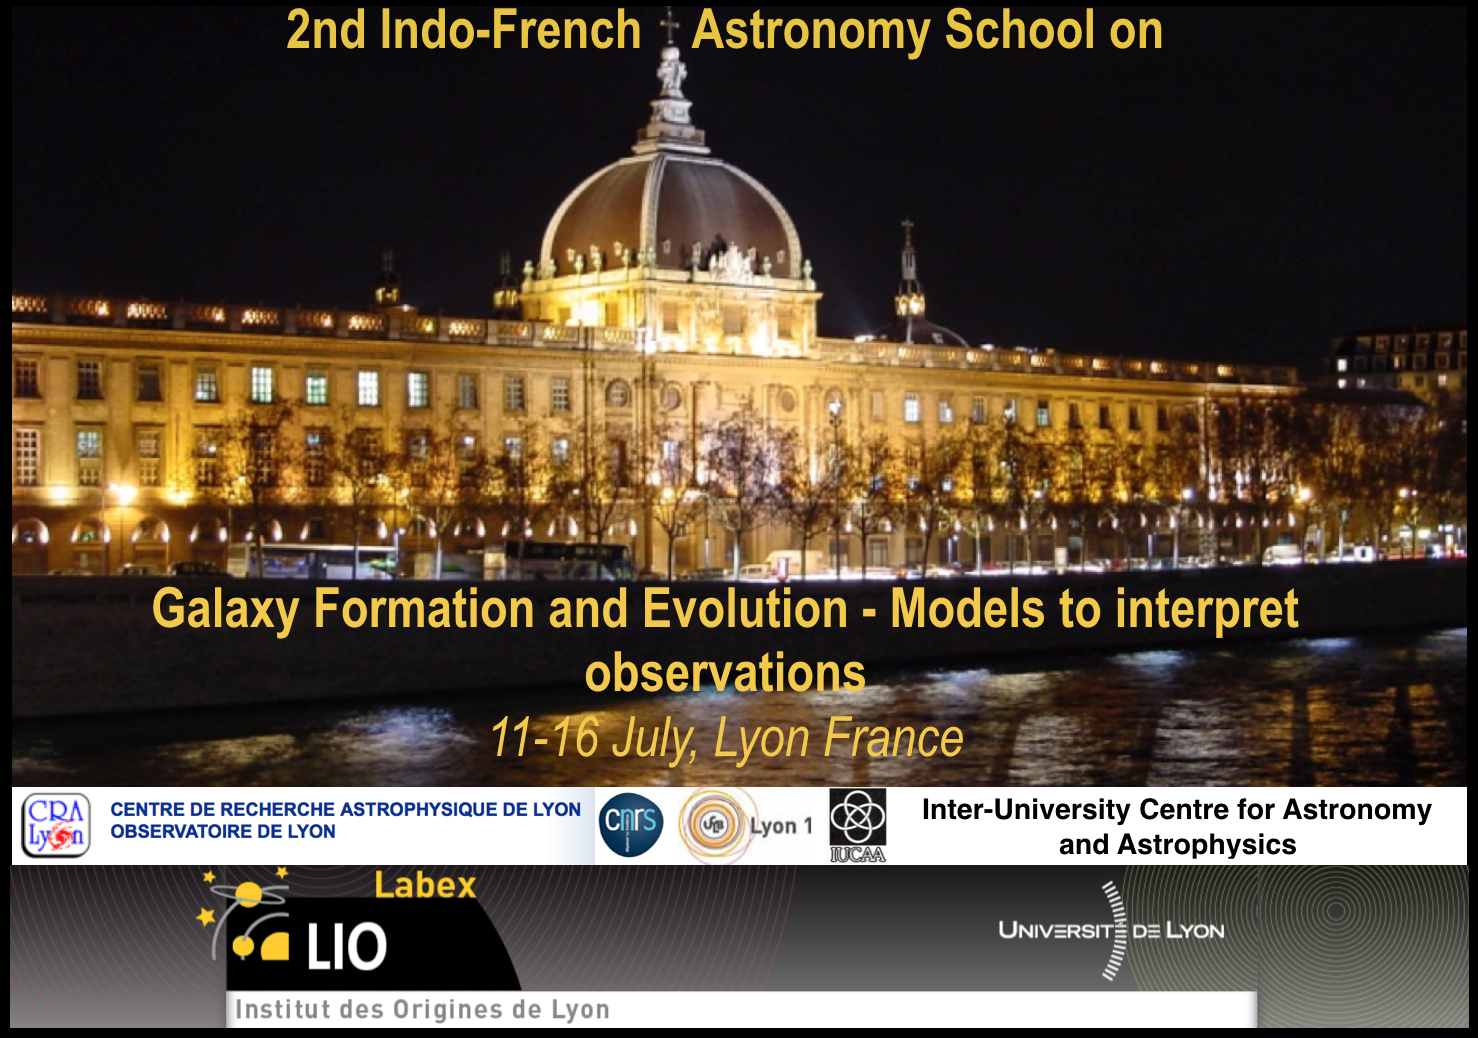 2nd Indo-French Astronomy School on
Galaxy Formation and Evolution - Models to interpret
observations
11-16 July, Lyon France
CRA
Lyon
CENTRE DE RECHERCHE ASTROPHYSIQUE DE LYON
OBSERVATOIRE DE LYON
cnrs
UCB
Lyon 1
IUCAA
Inter-University Centre for Astronomy
and Astrophysics
Labex
LIO
UNIVERSITÉ DE LYON
Institut des Origines de Lyon